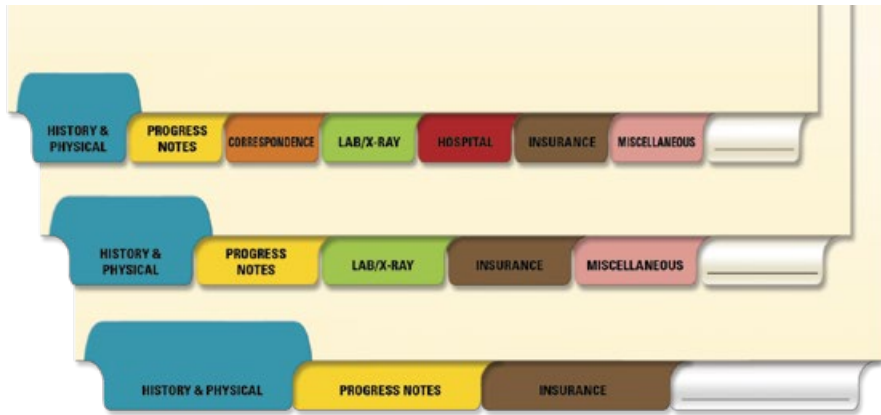 HISTORY &
PHYSICAL
PROGRESS
NOTES
CORRESPONDENCE
LAB/X-RAY
HOSPITAL
INSURANCE
MISCELLANEOUS
HISTORY &
PHYSICAL
PROGRESS
NOTES
LAB/X-RAY
INSURANCE
MISCELLANEOUS
HISTORY & PHYSICAL
PROGRESS NOTES
INSURANCE